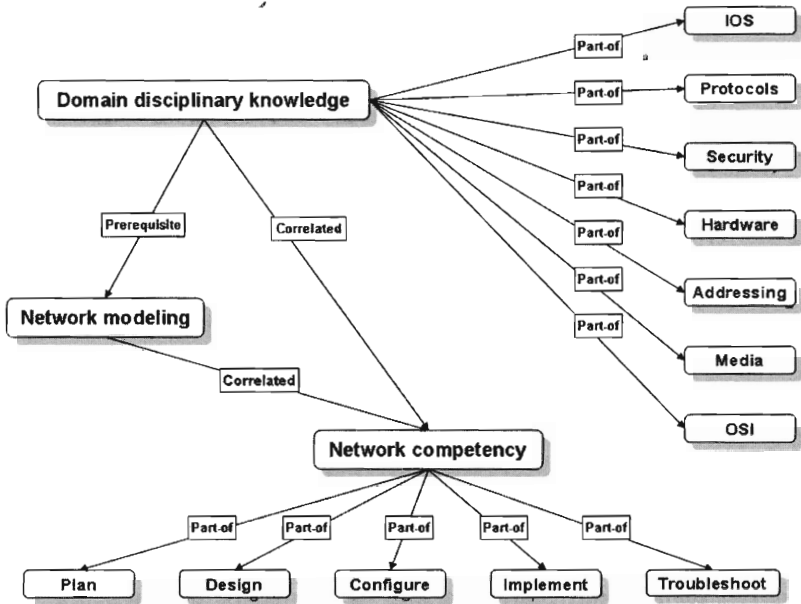 IOS
Part-of
Domain disciplinary knowledge
Part-of
Protocols
Part-of
Security
Part-of
Hardware
Prerequisite
Correlated
Part-of
Addressing
Part-of
Network modeling
Part-of
Media
Correlated
OSI
Network competency
Part-of
Part-of
Part-of
Part-of
Part-of
Plan
Design
Configure
Implement
Troubleshoot